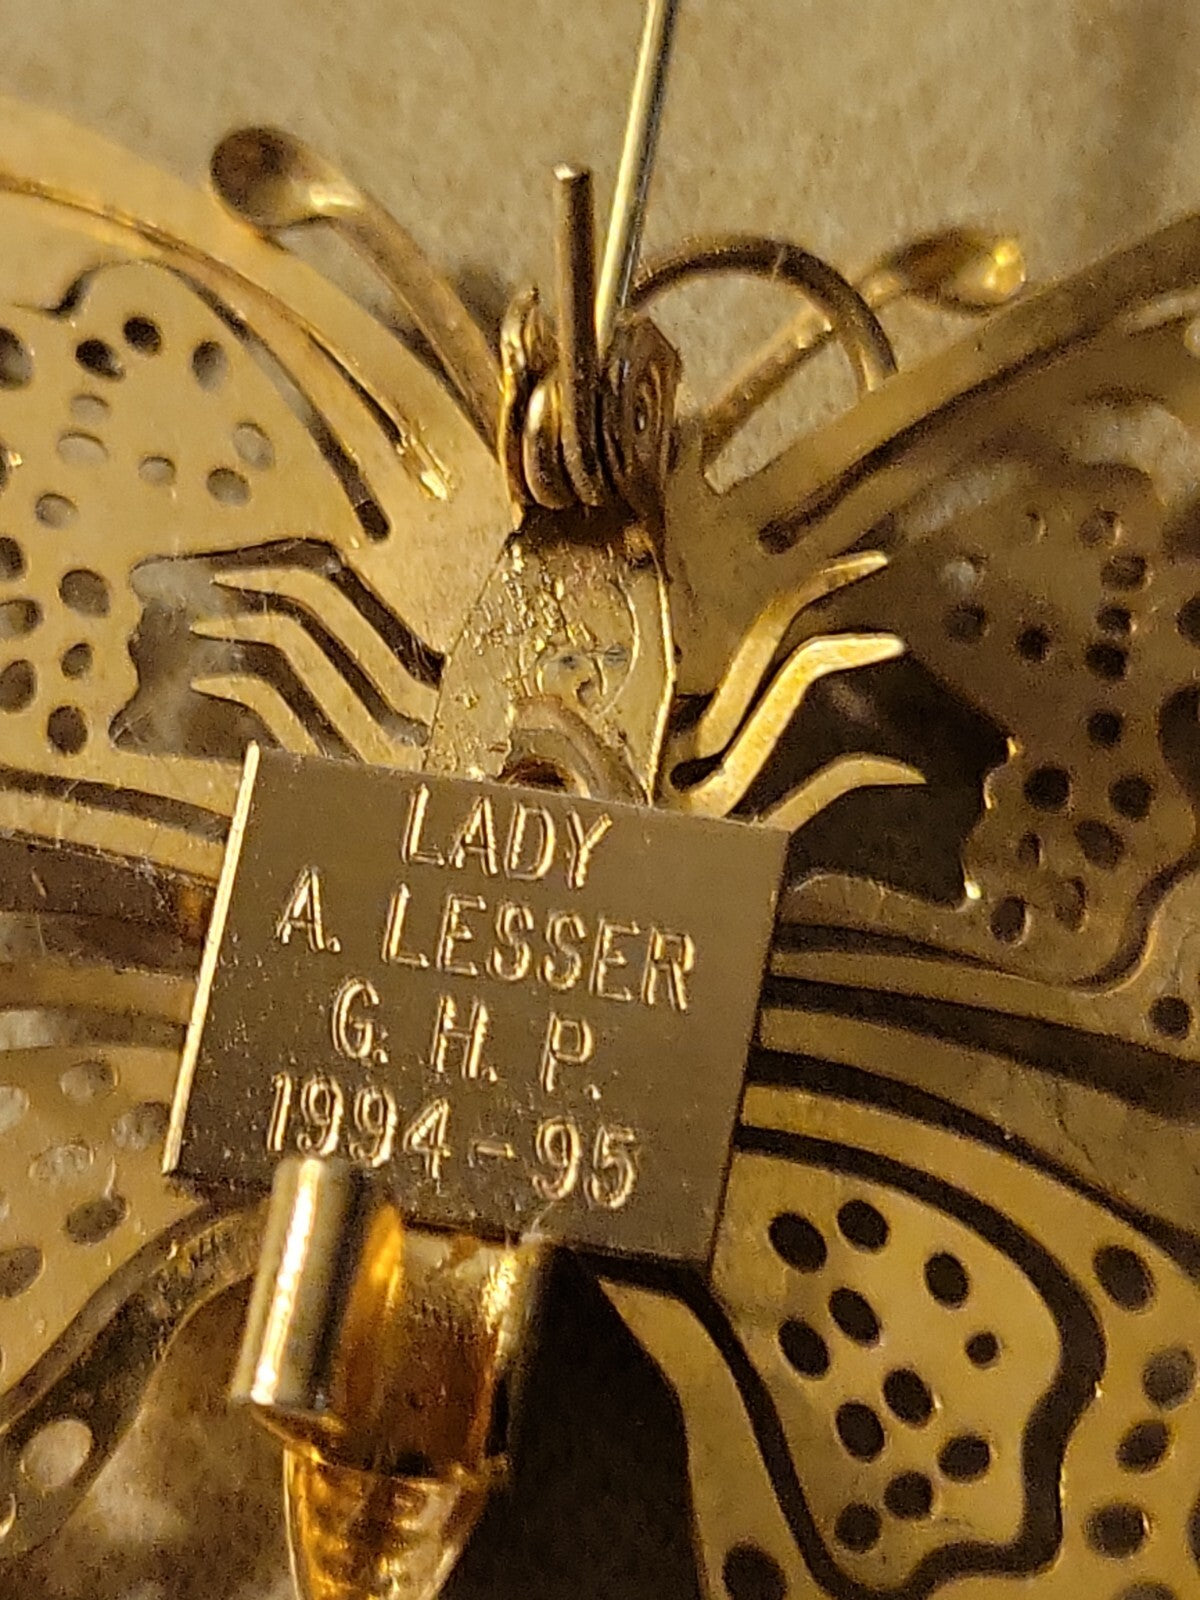 LADY
A. LESSER
G. H. P.
1994-95